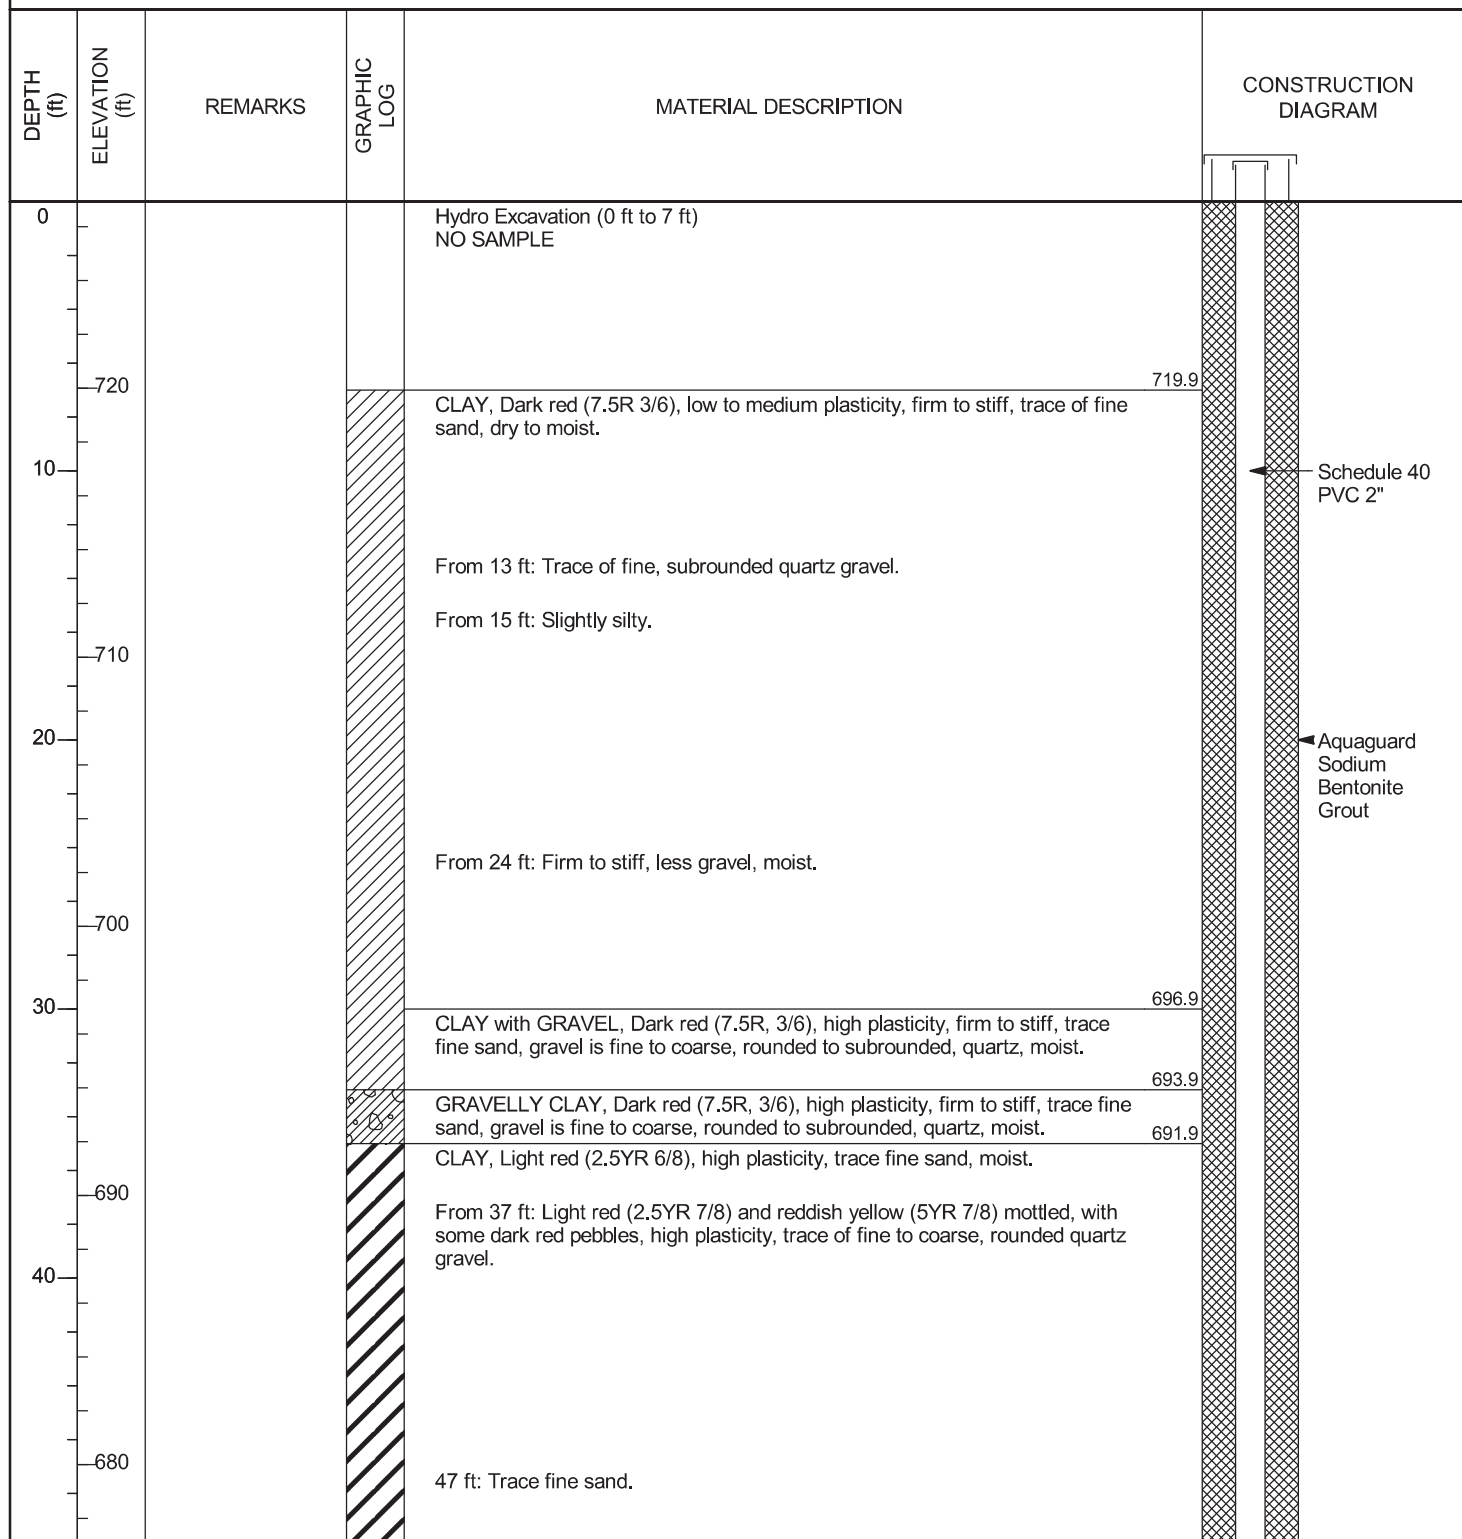 DEPTH
(ft)
ELEVATION
(ft)
REMARKS
GRAPHIC
LOG
MATERIAL DESCRIPTION
CONSTRUCTION
DIAGRAM
0
Hydro Excavation (0 ft to 7 ft)
NO SAMPLE
719.9
720
CLAY, Dark red (7.5R 3/6), low to medium plasticity, firm to stiff, trace of fine
sand, dry to moist.
10
Schedule 40
PVC 2"
From 13 ft: Trace of fine, subrounded quartz gravel.
From 15 ft: Slightly silty.
710
20
Aquaguard
Sodium
Bentonite
Grout
From 24 ft: Firm to stiff, less gravel, moist.
700
696.9
30
CLAY with GRAVEL, Dark red (7.5R, 3/6), high plasticity, firm to stiff, trace
fine sand, gravel is fine to coarse, rounded to subrounded, quartz, moist.
693.9
GRAVELLY CLAY, Dark red (7.5R, 3/6), high plasticity, firm to stiff, trace fine
sand, gravel is fine to coarse, rounded to subrounded, quartz, moist.
691.9
CLAY, Light red (2.5YR 6/8), high plasticity, trace fine sand, moist.
690
From 37 ft: Light red (2.5YR 7/8) and reddish yellow (5YR 7/8) mottled, with
some dark red pebbles, high plasticity, trace of fine to coarse, rounded quartz
gravel.
40
680
47 ft: Trace fine sand.